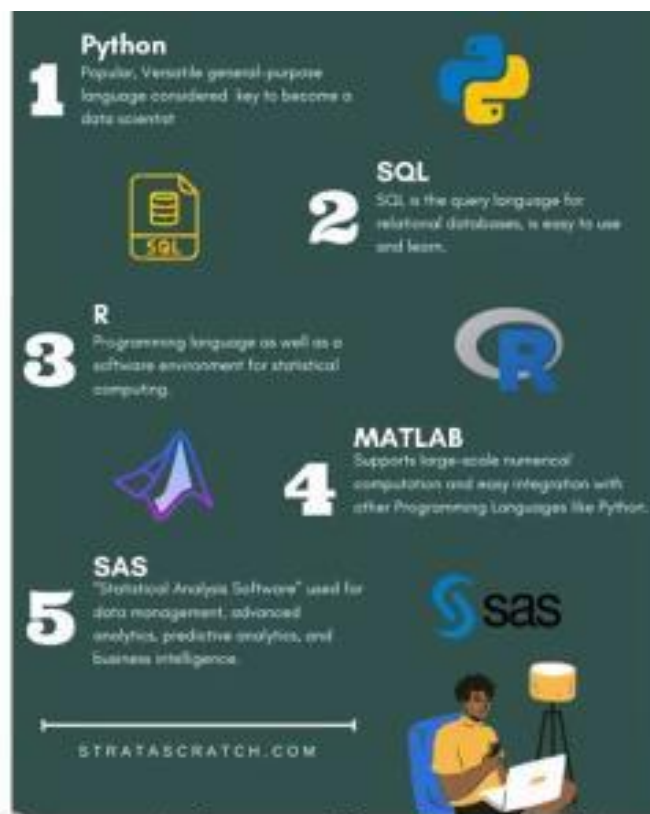 1
Python
Popular, Versatile general-purpose
language considered key to become a
data scientist
SQL
2
SQL
SQL is the query language for
relational databases, is easy to use
and learn.
3
R
Programming language as well as a
software environment for statistical
computing.
R
4
MATLAB
Supports large-scale numerical
computation and easy integration with
other Programming Languages like Python.
5
SAS
"Statistical Analysis Software" used for
data management, advanced
analytics, predictive analytics, and
business intelligence.
sas
STRATASCRATCH.COM